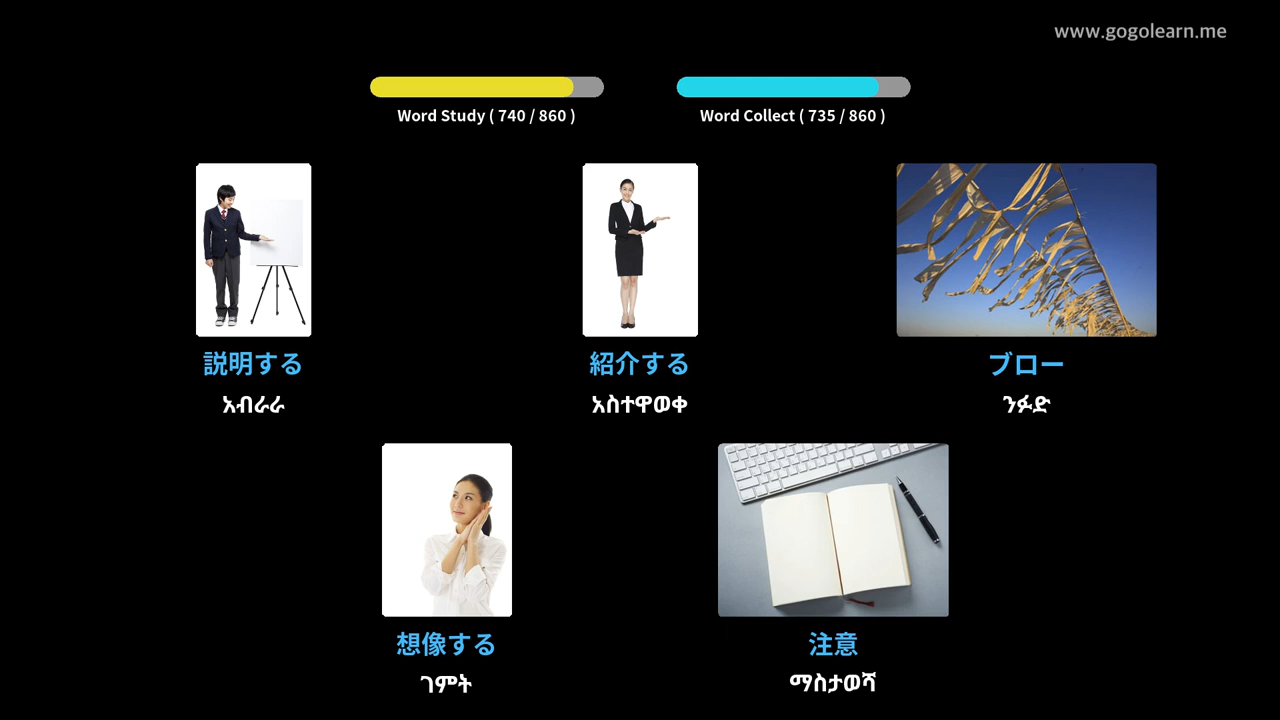 www.gogolearn.me
Word Study ( 740 / 860 )
Word Collect ( 735 / 860 )
説明する
紹介する
ブロー
አብራራ
አስተዋወቀ
ንፉድ
想像する
注意
ገምት
ማስታወሻ